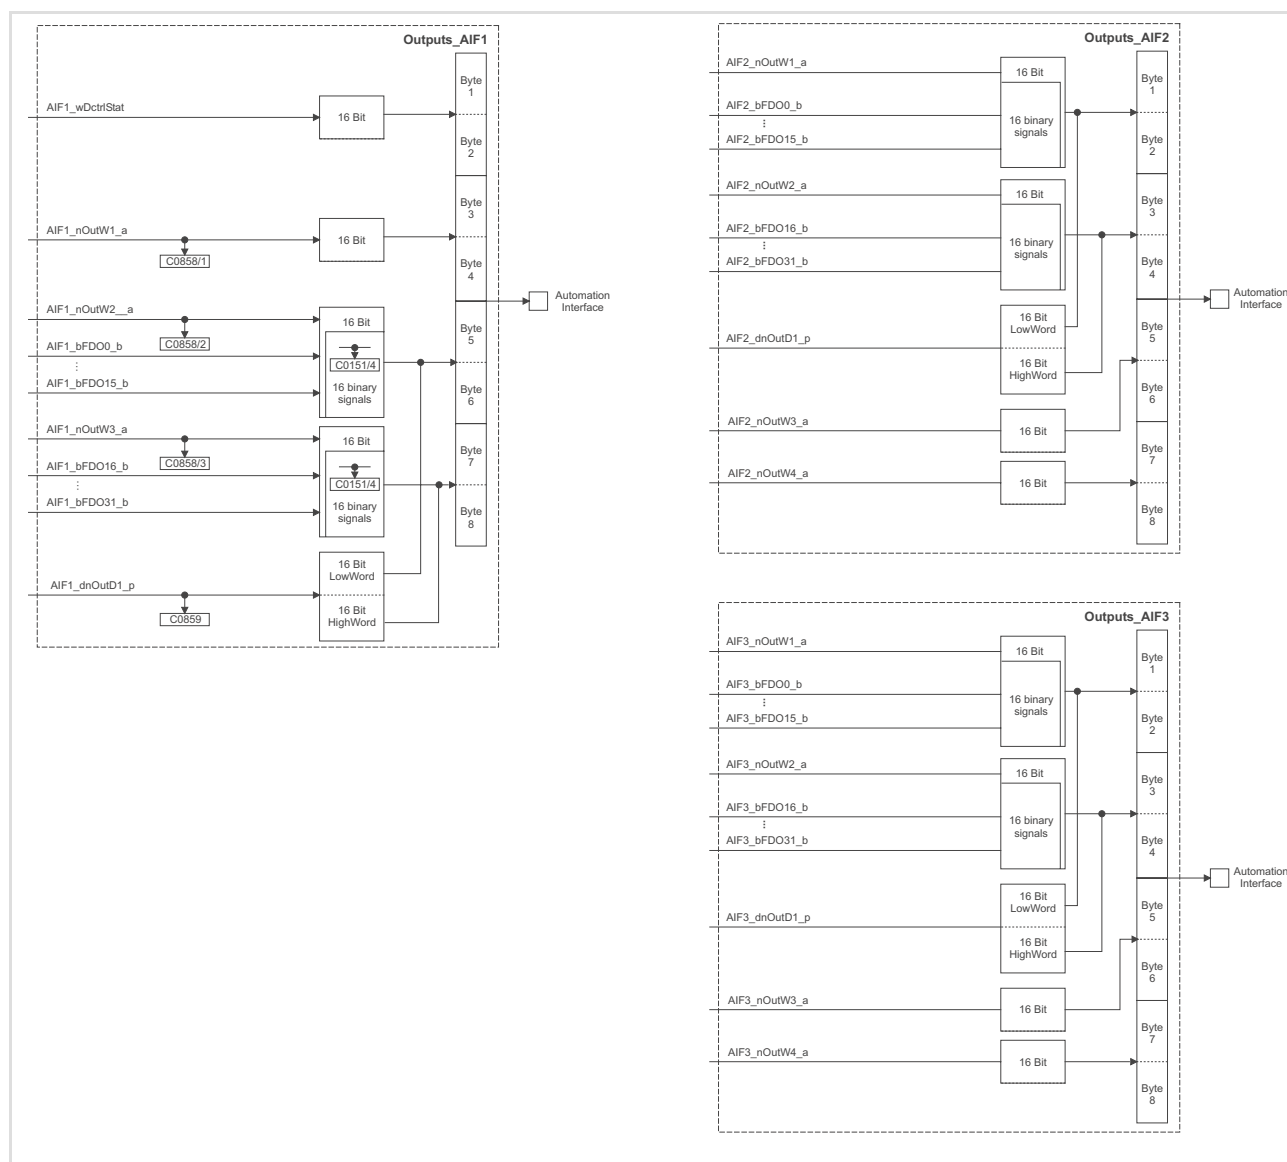 Outputs_AIF1
AIF1_wDctrlStat
16 Bit
Byte
1
Byte
2
AIF1_nOutW1_a
C0858/1
16 Bit
Byte
3
Byte
4
Automation
Interface
AIF1_nOutW2__a
C0858/2
AIF1_bFDO0_b
⋮
AIF1_bFDO15_b
16 Bit
C0151/4
16 binary
signals
Byte
5
Byte
6
AIF1_nOutW3_a
C0858/3
AIF1_bFDO16_b
⋮
AIF1_bFDO31_b
16 Bit
C0151/4
16 binary
signals
Byte
7
Byte
8
AIF1_dnOutD1_p
C0859
16 Bit
LowWord
16 Bit
HighWord
Outputs_AIF2
AIF2_nOutW1_a
AIF2_bFDO0_b
⋮
AIF2_bFDO15_b
16 Bit
16 binary
signals
Byte
1
Byte
2
AIF2_nOutW2_a
AIF2_bFDO16_b
⋮
AIF2_bFDO31_b
16 Bit
16 binary
signals
Byte
3
Byte
4
Automation
Interface
AIF2_dnOutD1_p
16 Bit
LowWord
16 Bit
HighWord
Byte
5
Byte
6
AIF2_nOutW3_a
16 Bit
AIF2_nOutW4_a
16 Bit
Byte
7
Byte
8
Outputs_AIF3
AIF3_nOutW1_a
AIF3_bFDO0_b
⋮
AIF3_bFDO15_b
16 Bit
16 binary
signals
Byte
1
Byte
2
AIF3_nOutW2_a
AIF3_bFDO16_b
⋮
AIF3_bFDO31_b
16 Bit
16 binary
signals
Byte
3
Byte
4
Automation
Interface
AIF3_dnOutD1_p
16 Bit
LowWord
16 Bit
HighWord
Byte
5
Byte
6
AIF3_nOutW3_a
16 Bit
AIF3_nOutW4_a
16 Bit
Byte
7
Byte
8